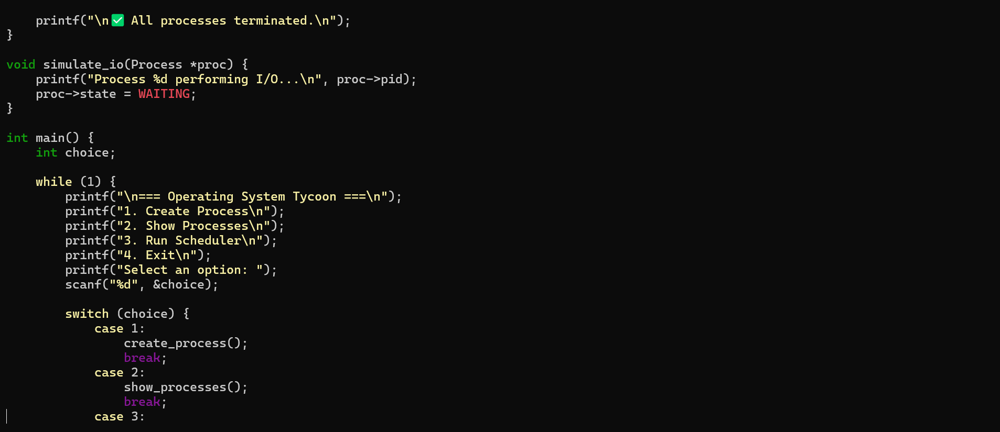 printf("\n✅ All processes terminated.\n");
}

void simulate_io(Process *proc) {
    printf("Process %d performing I/O...\n", proc->pid);
    proc->state = WAITING;
}

int main() {
    int choice;

    while (1) {
        printf("\n=== Operating System Tycoon ===\n");
        printf("1. Create Process\n");
        printf("2. Show Processes\n");
        printf("3. Run Scheduler\n");
        printf("4. Exit\n");
        printf("Select an option: ");
        scanf("%d", &choice);

        switch (choice) {
            case 1:
                create_process();
                break;
            case 2:
                show_processes();
                break;
            case 3: